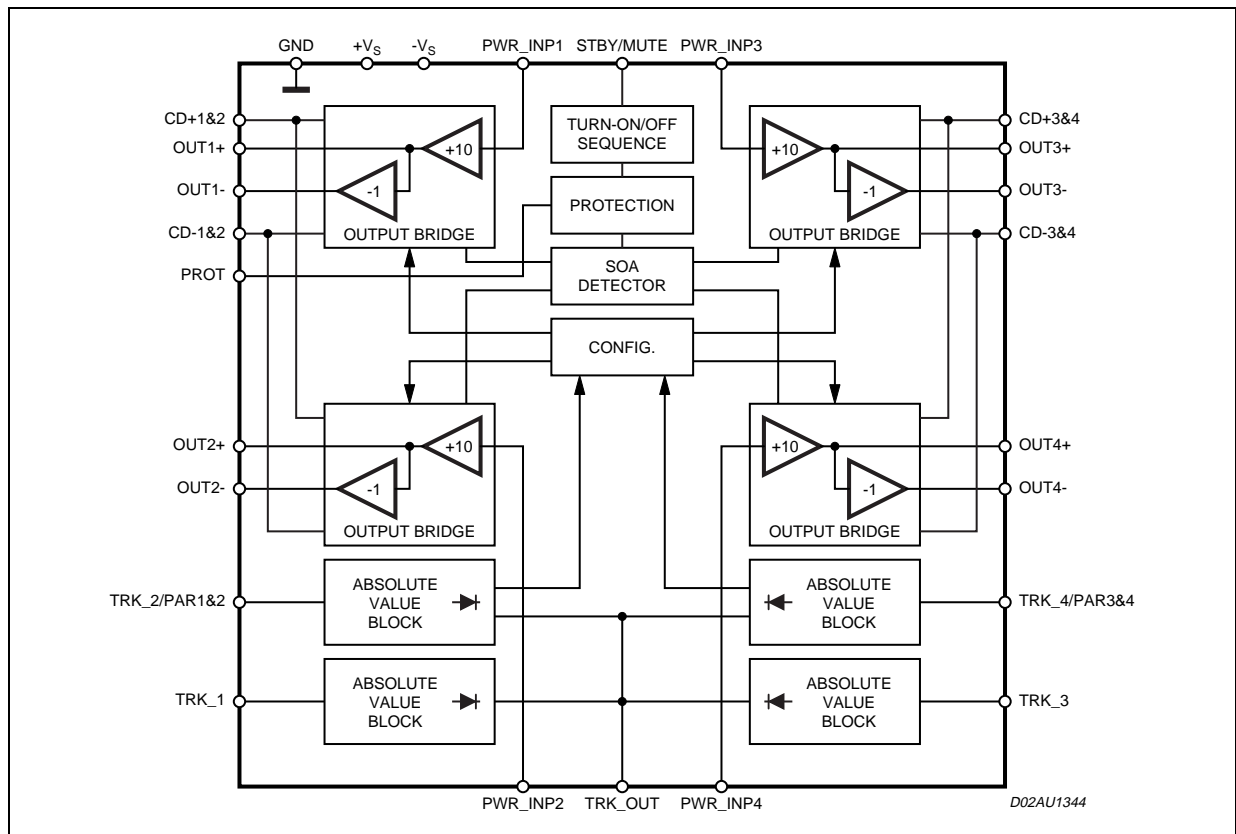 GND +VS -VS PWR_INP1 STBY/MUTE PWR_INP3
CD+1&2
OUT1+
OUT1-
CD-1&2
PROT
+10
-1
OUTPUT BRIDGE
TURN-ON/OFF
SEQUENCE
PROTECTION
SOA
DETECTOR
CONFIG.
+10
-1
OUTPUT BRIDGE
CD+3&4
OUT3+
OUT3-
CD-3&4
OUT2+
OUT2-
+10
-1
OUTPUT BRIDGE
+10
-1
OUTPUT BRIDGE
OUT4+
OUT4-
TRK_2/PAR1&2
ABSOLUTE
VALUE
BLOCK
ABSOLUTE
VALUE
BLOCK
TRK_4/PAR3&4
TRK_1
ABSOLUTE
VALUE
BLOCK
ABSOLUTE
VALUE
BLOCK
TRK_3
PWR_INP2 TRK_OUT PWR_INP4
D02AU1344